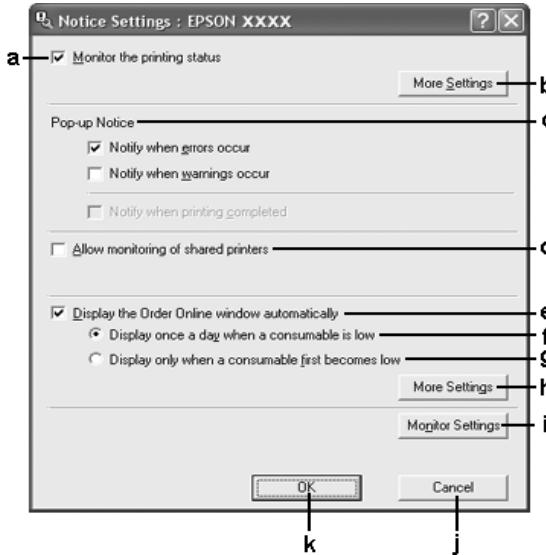 Notice Settings : EPSON XXXX
a
Monitor the printing status
More Settings
b
Pop-up Notice
c
Notify when errors occur
Notify when warnings occur
Notify when printing completed
Allow monitoring of shared printers
d
Display the Order Online window automatically
e
Display once a day when a consumable is low
f
Display only when a consumable first becomes low
g
More Settings
h
Monitor Settings
i
OK
Cancel
k
j